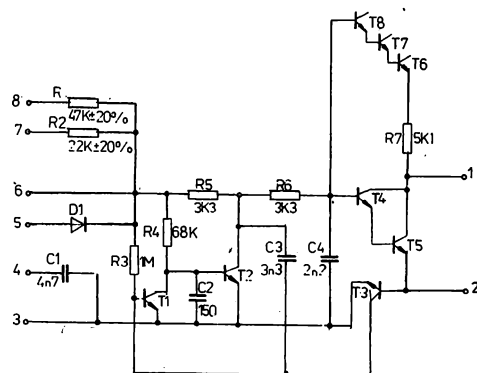 T8
T7
T6
8
R
47K±20%
7
R2
22K±20%
R7
5K1
1
6
R5
3K3
R6
3K3
T4
5
D1
R4
68K
T5
C1
4n7
4
R3
1M
T2
C3
3n3
C4
2n2
T1
C2
150
T3
2
3